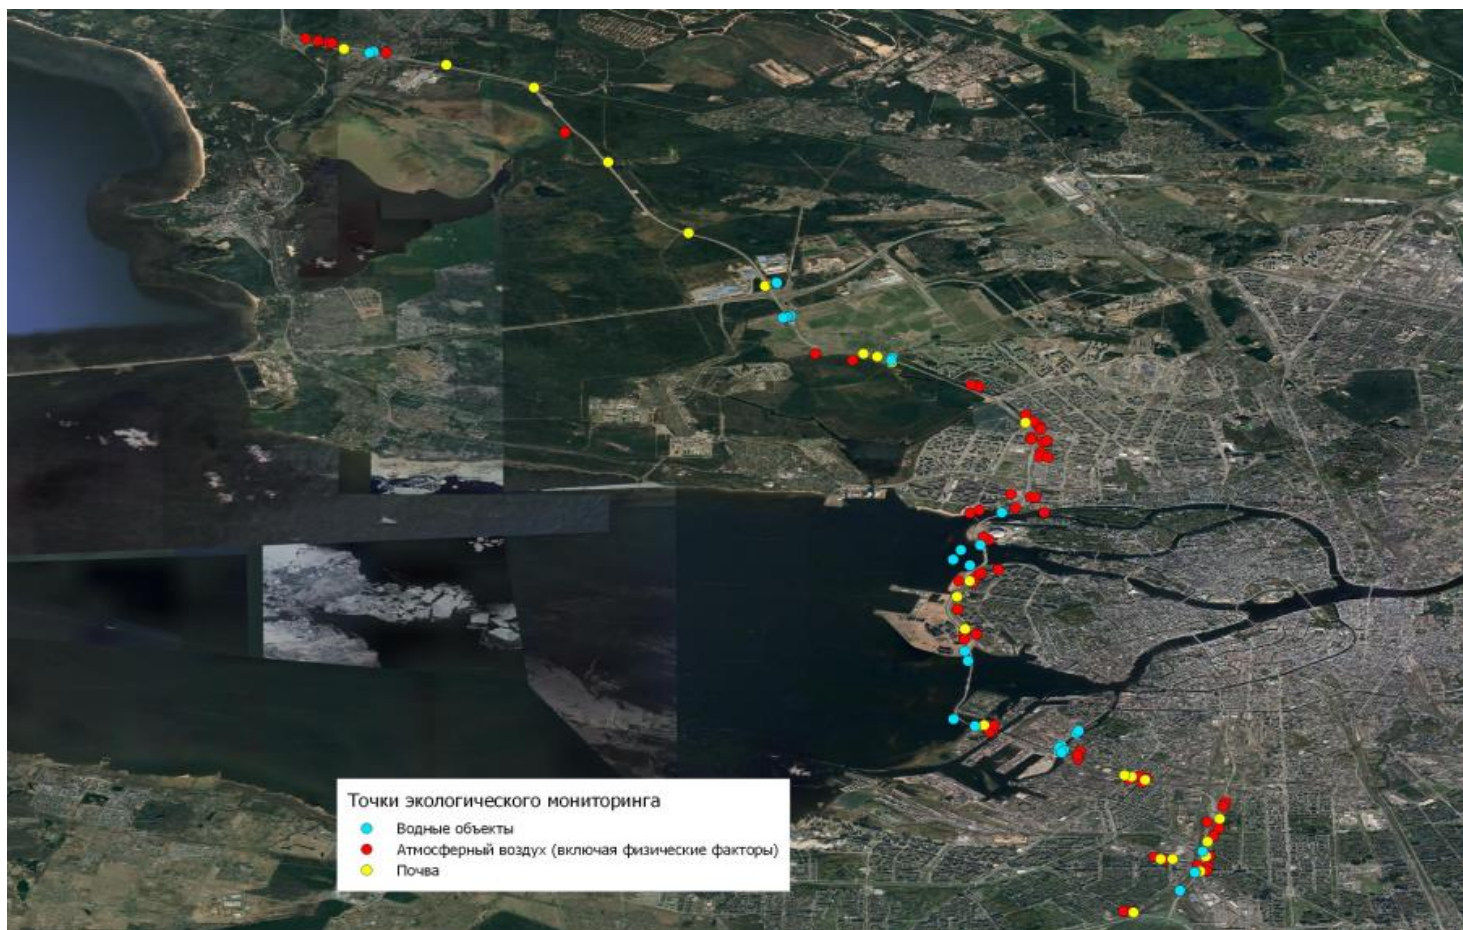 Точки экологического мониторинга
Водные объекты
Атмосферный воздух (включая физические факторы)
Почва